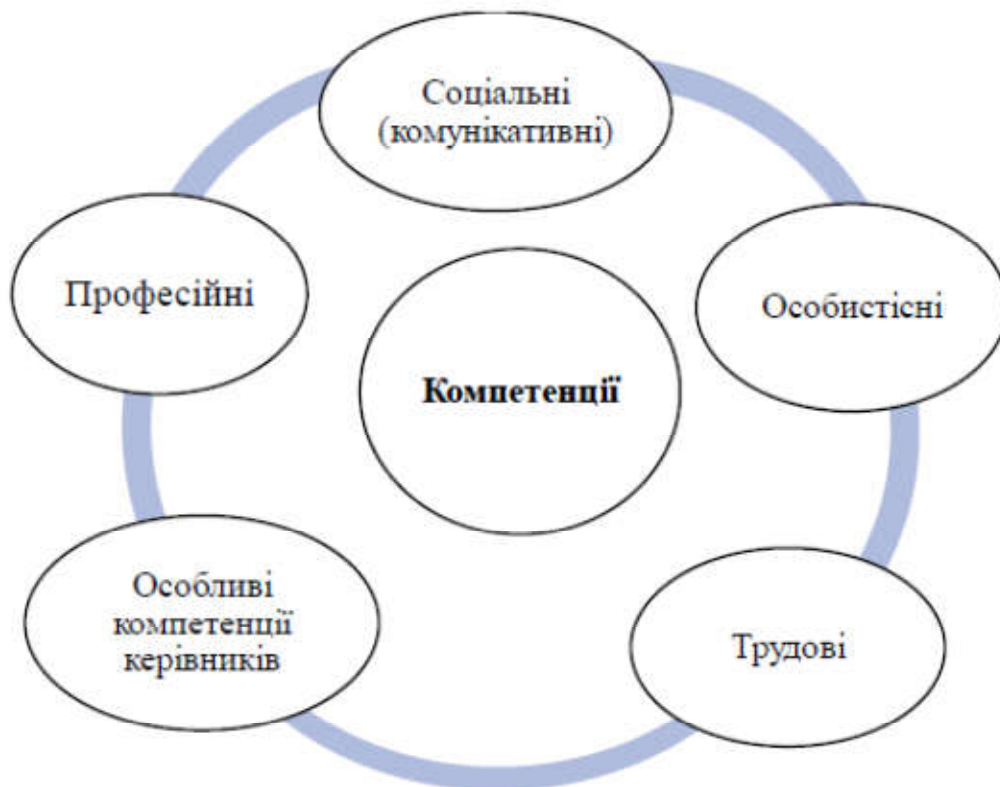 Соціальні
(комунікативні)
Професійні
Особистісні
Компетенції
Особливі
компетенції
керівників
Трудові